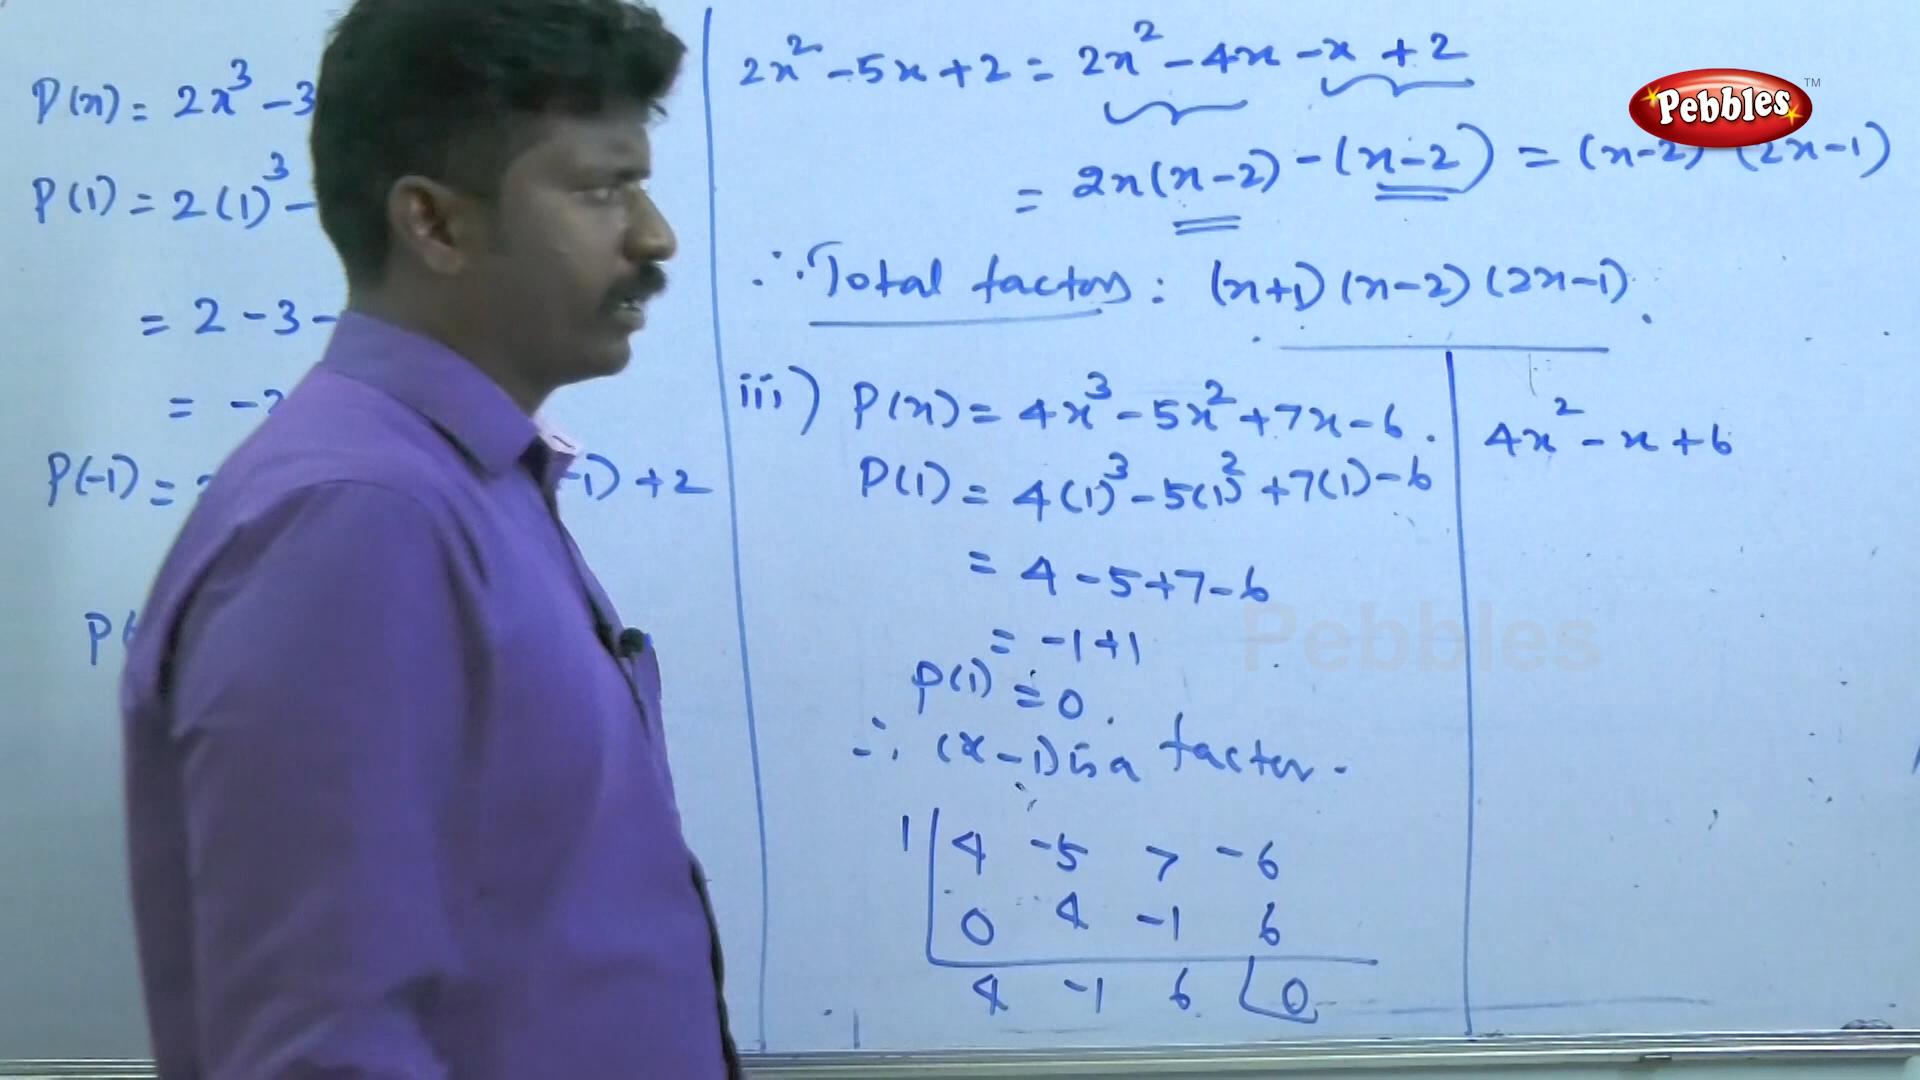 P(x) = 2x³ - 3
P(1) = 2(1)³ -
= 2 - 3 -
= -2
P(-1) = -1) + 2
P(
2x² - 5x + 2 = 2x² - 4x - x + 2
= 2x(x-2) - (x-2) = (x-2) (2x-1)
∴ Total factors : (x+1) (x-2) (2x-1).
iii) P(x) = 4x³ - 5x² + 7x - 6.
P(1) = 4(1)³ - 5(1)² + 7(1) - 6
= 4 - 5 + 7 - 6
= -1 + 1
P(1) = 0.
∴ (x-1) is a factor.
1 | 4 -5 7 -6
0 4 -1 6
4 -1 6 | 0
4x² - x + 6
Pebbles™
Pebbles